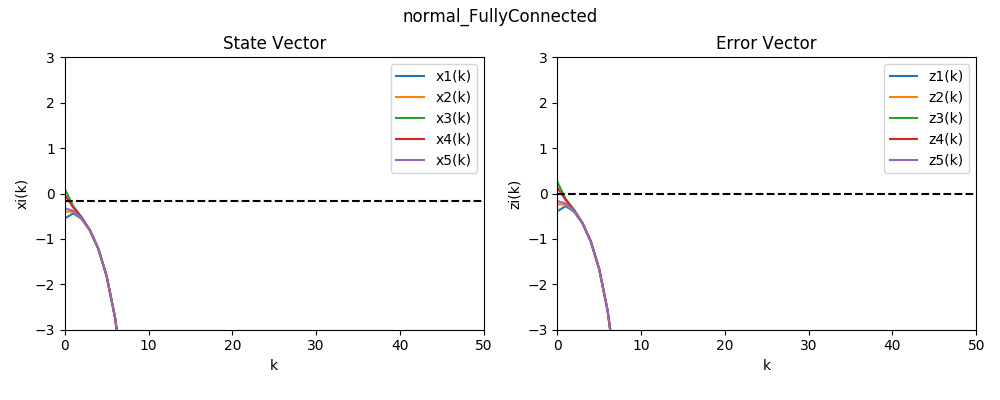 normal_FullyConnected
State Vector
3
2
1
0
−1
−2
−3
xi(k)
x1(k)
x2(k)
x3(k)
x4(k)
x5(k)
0 10 20 30 40 50
k
Error Vector
3
2
1
0
−1
−2
−3
zi(k)
z1(k)
z2(k)
z3(k)
z4(k)
z5(k)
0 10 20 30 40 50
k